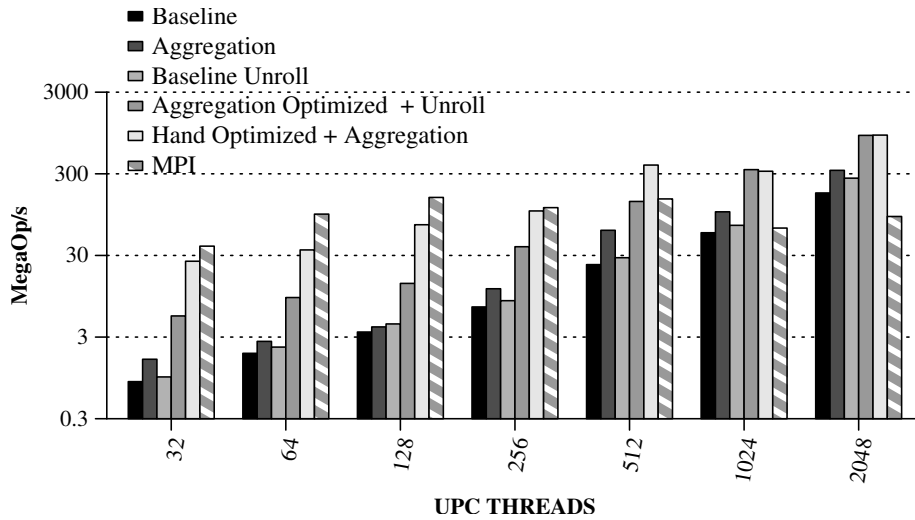 Baseline
Aggregation
Baseline Unroll
Aggregation Optimized + Unroll
Hand Optimized + Aggregation
MPI
3000
300
30
3
0.3
MegaOp/s
32
64
128
256
512
1024
2048
UPC THREADS